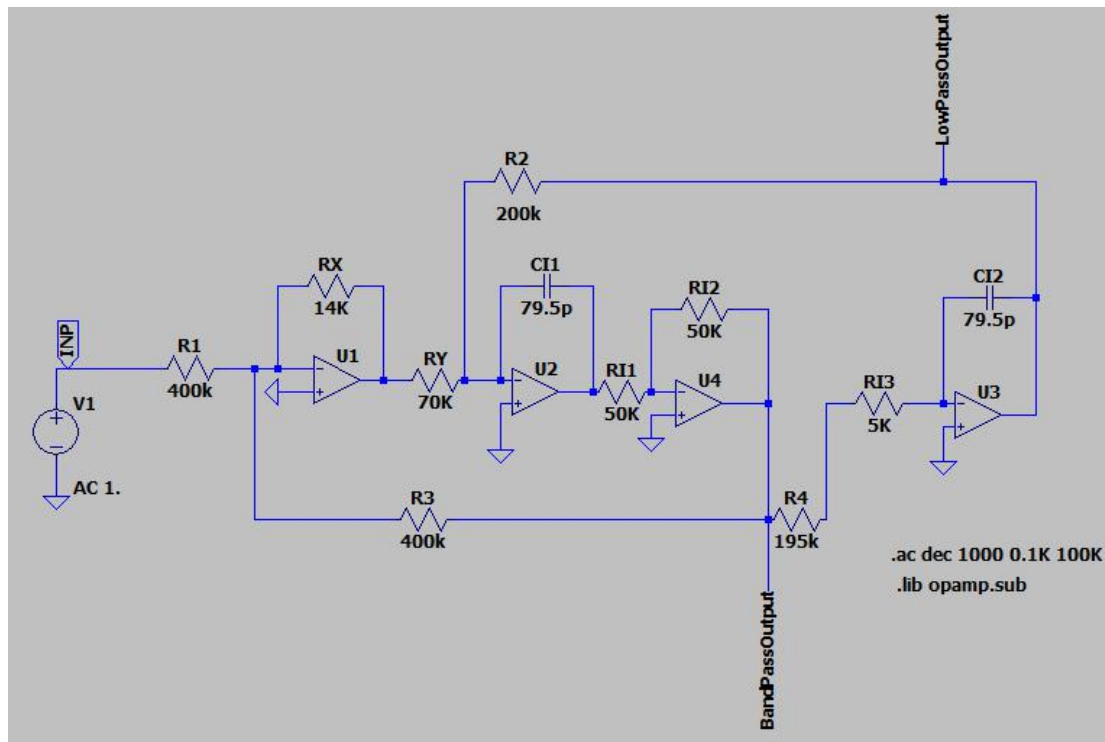 LowPassOutput
R2
200k
RX
14K
CI1
79.5p
RI2
50K
CI2
79.5p
INP
R1
400k
U1
RY
70K
U2
RI1
50K
U4
RI3
5K
U3
V1
AC 1.
R3
400k
R4
195k
.ac dec 1000 0.1K 100K
.lib opamp.sub
BandPassOutput